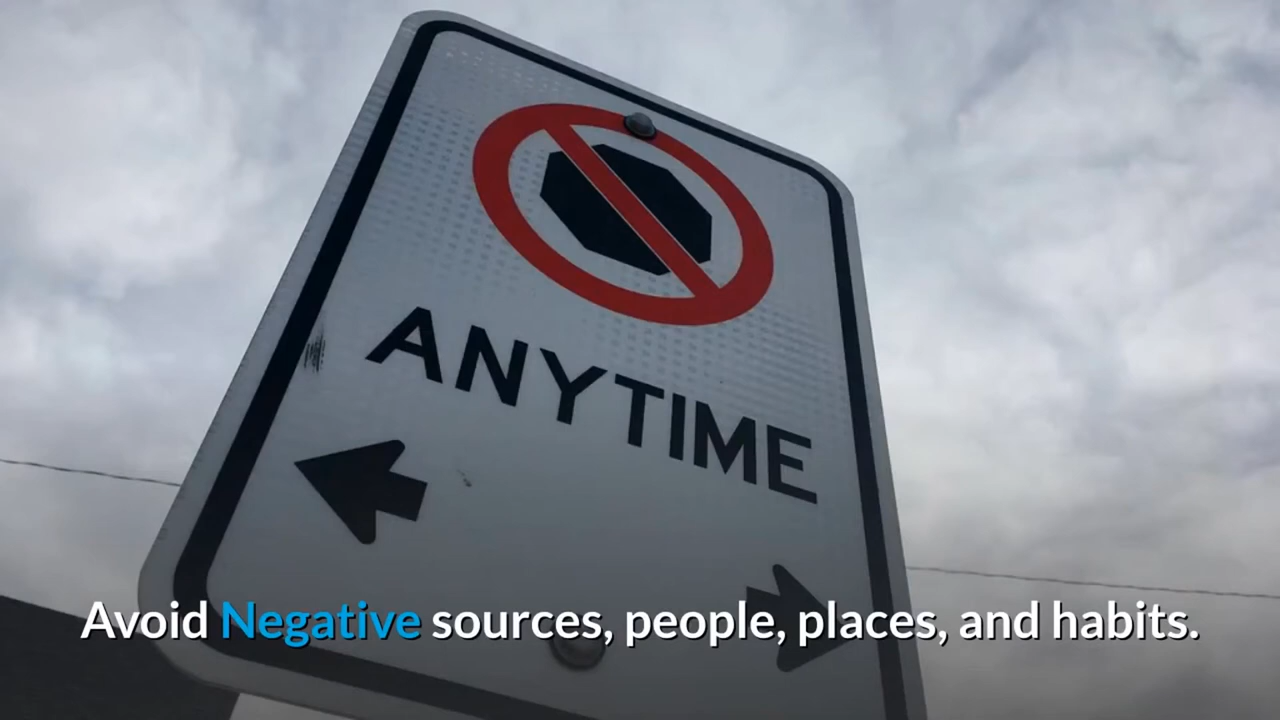 ANYTIME
Avoid Negative sources, people, places, and habits.